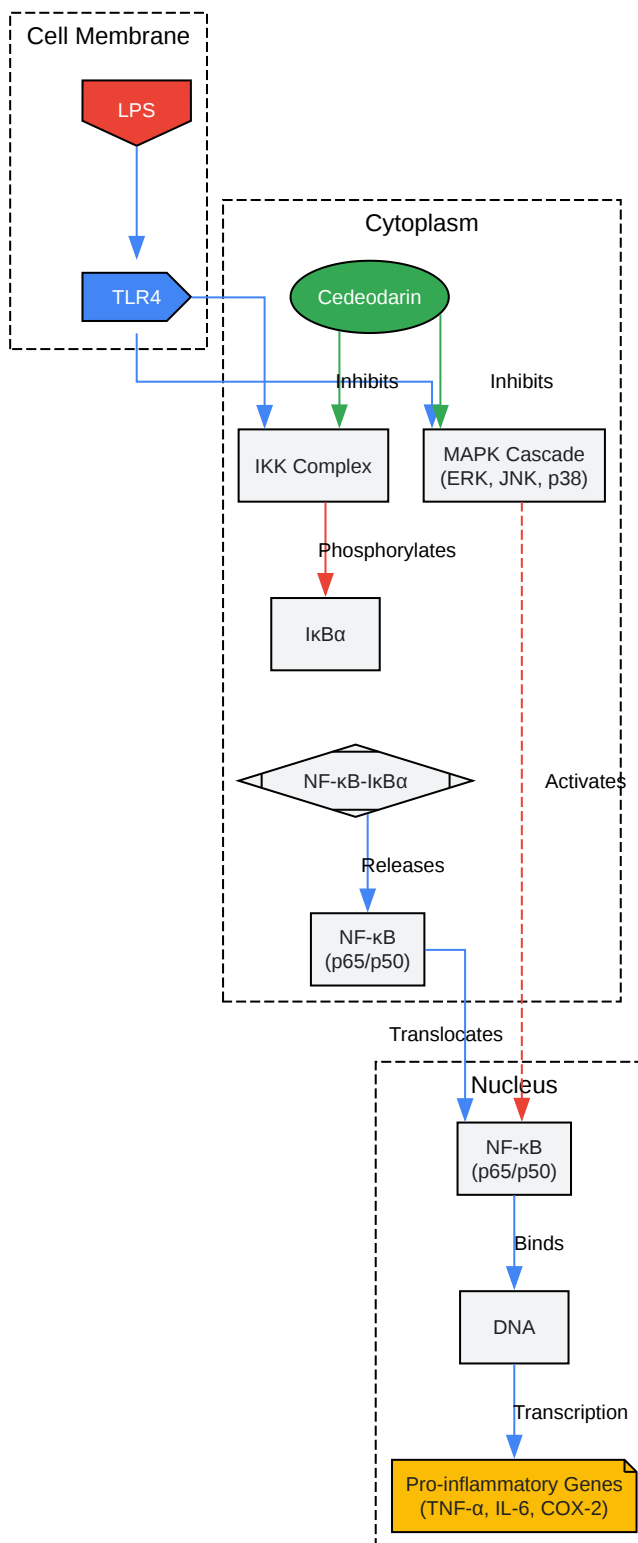 Cell Membrane
LPS
TLR4
Cytoplasm
Cedeodarin
Inhibits
Inhibits
IKK Complex
MAPK Cascade
(ERK, JNK, p38)
Phosphorylates
IκBα
NF-κB-IκBα
Activates
Releases
NF-κB
(p65/p50)
Translocates
Nucleus
NF-κB
(p65/p50)
Binds
DNA
Transcription
Pro-inflammatory Genes
(TNF-α, IL-6, COX-2)